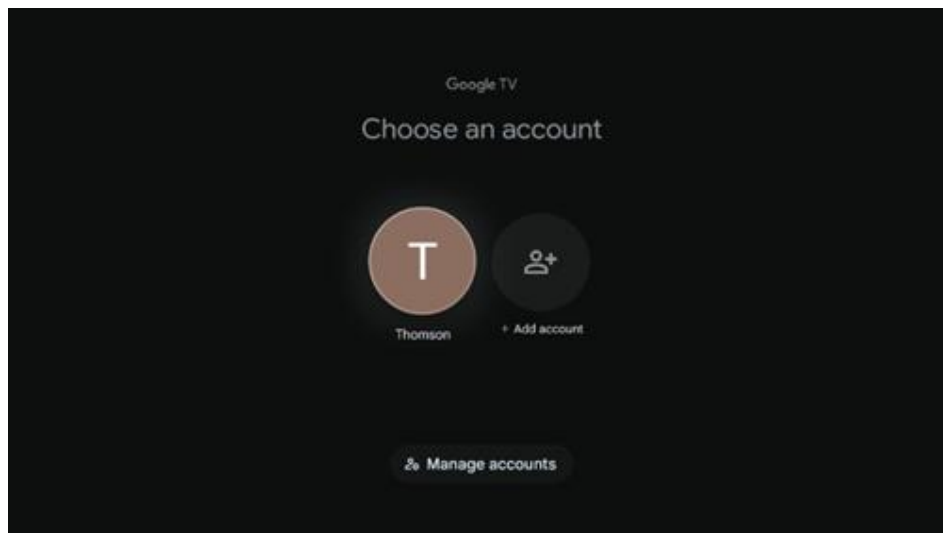 Google TV
Choose an account
T
Thomson
+ Add account
Manage accounts